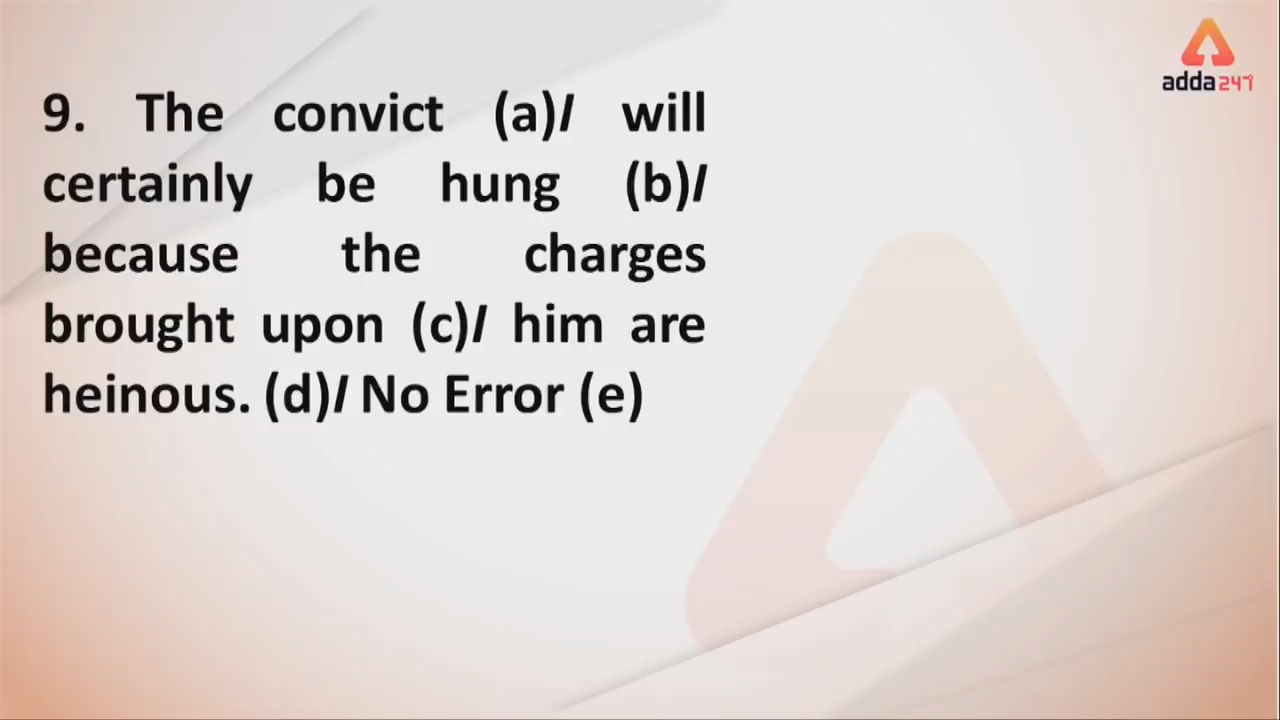 adda247
9. The convict (a)/ will
certainly be hung (b)/
because the charges
brought upon (c)/ him are
heinous. (d)/ No Error (e)